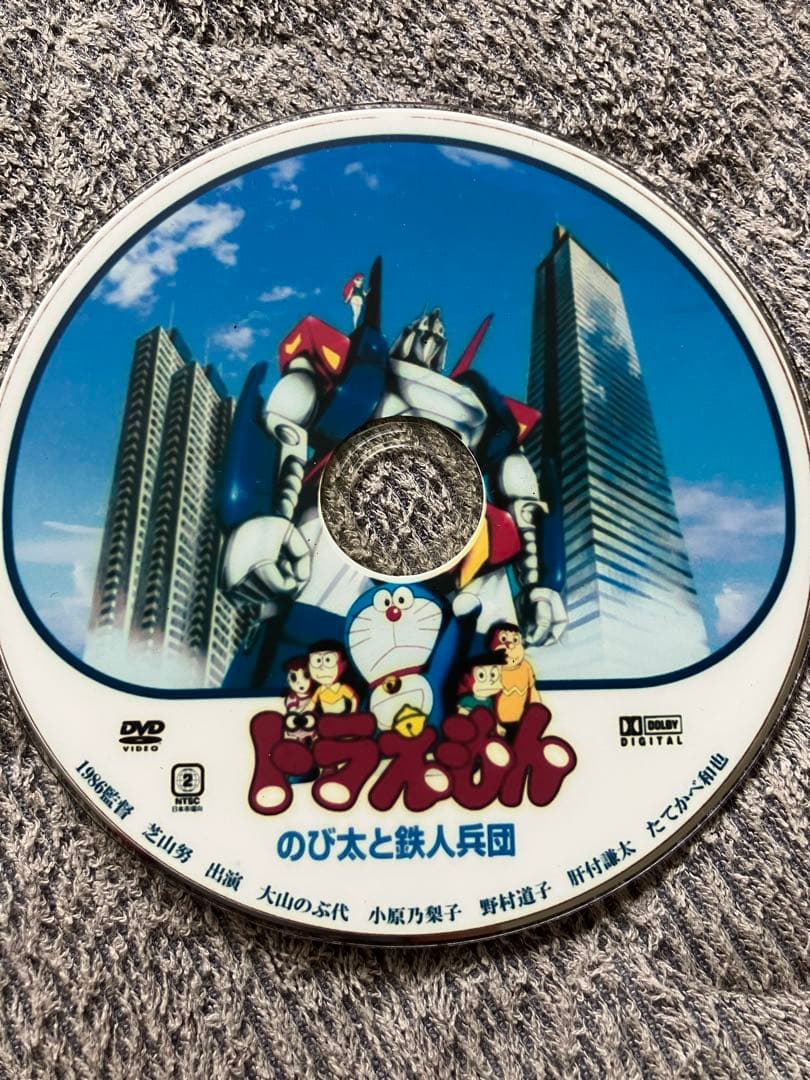 DVD
VIDEO
2
NTSC
日本市場向
DOLBY
DIGITAL
ドラえもん
のび太と鉄人兵団
1986監督 芝山努 出演 大山のぶ代 小原乃梨子 野村道子 肝付謙太 たてかべ和也